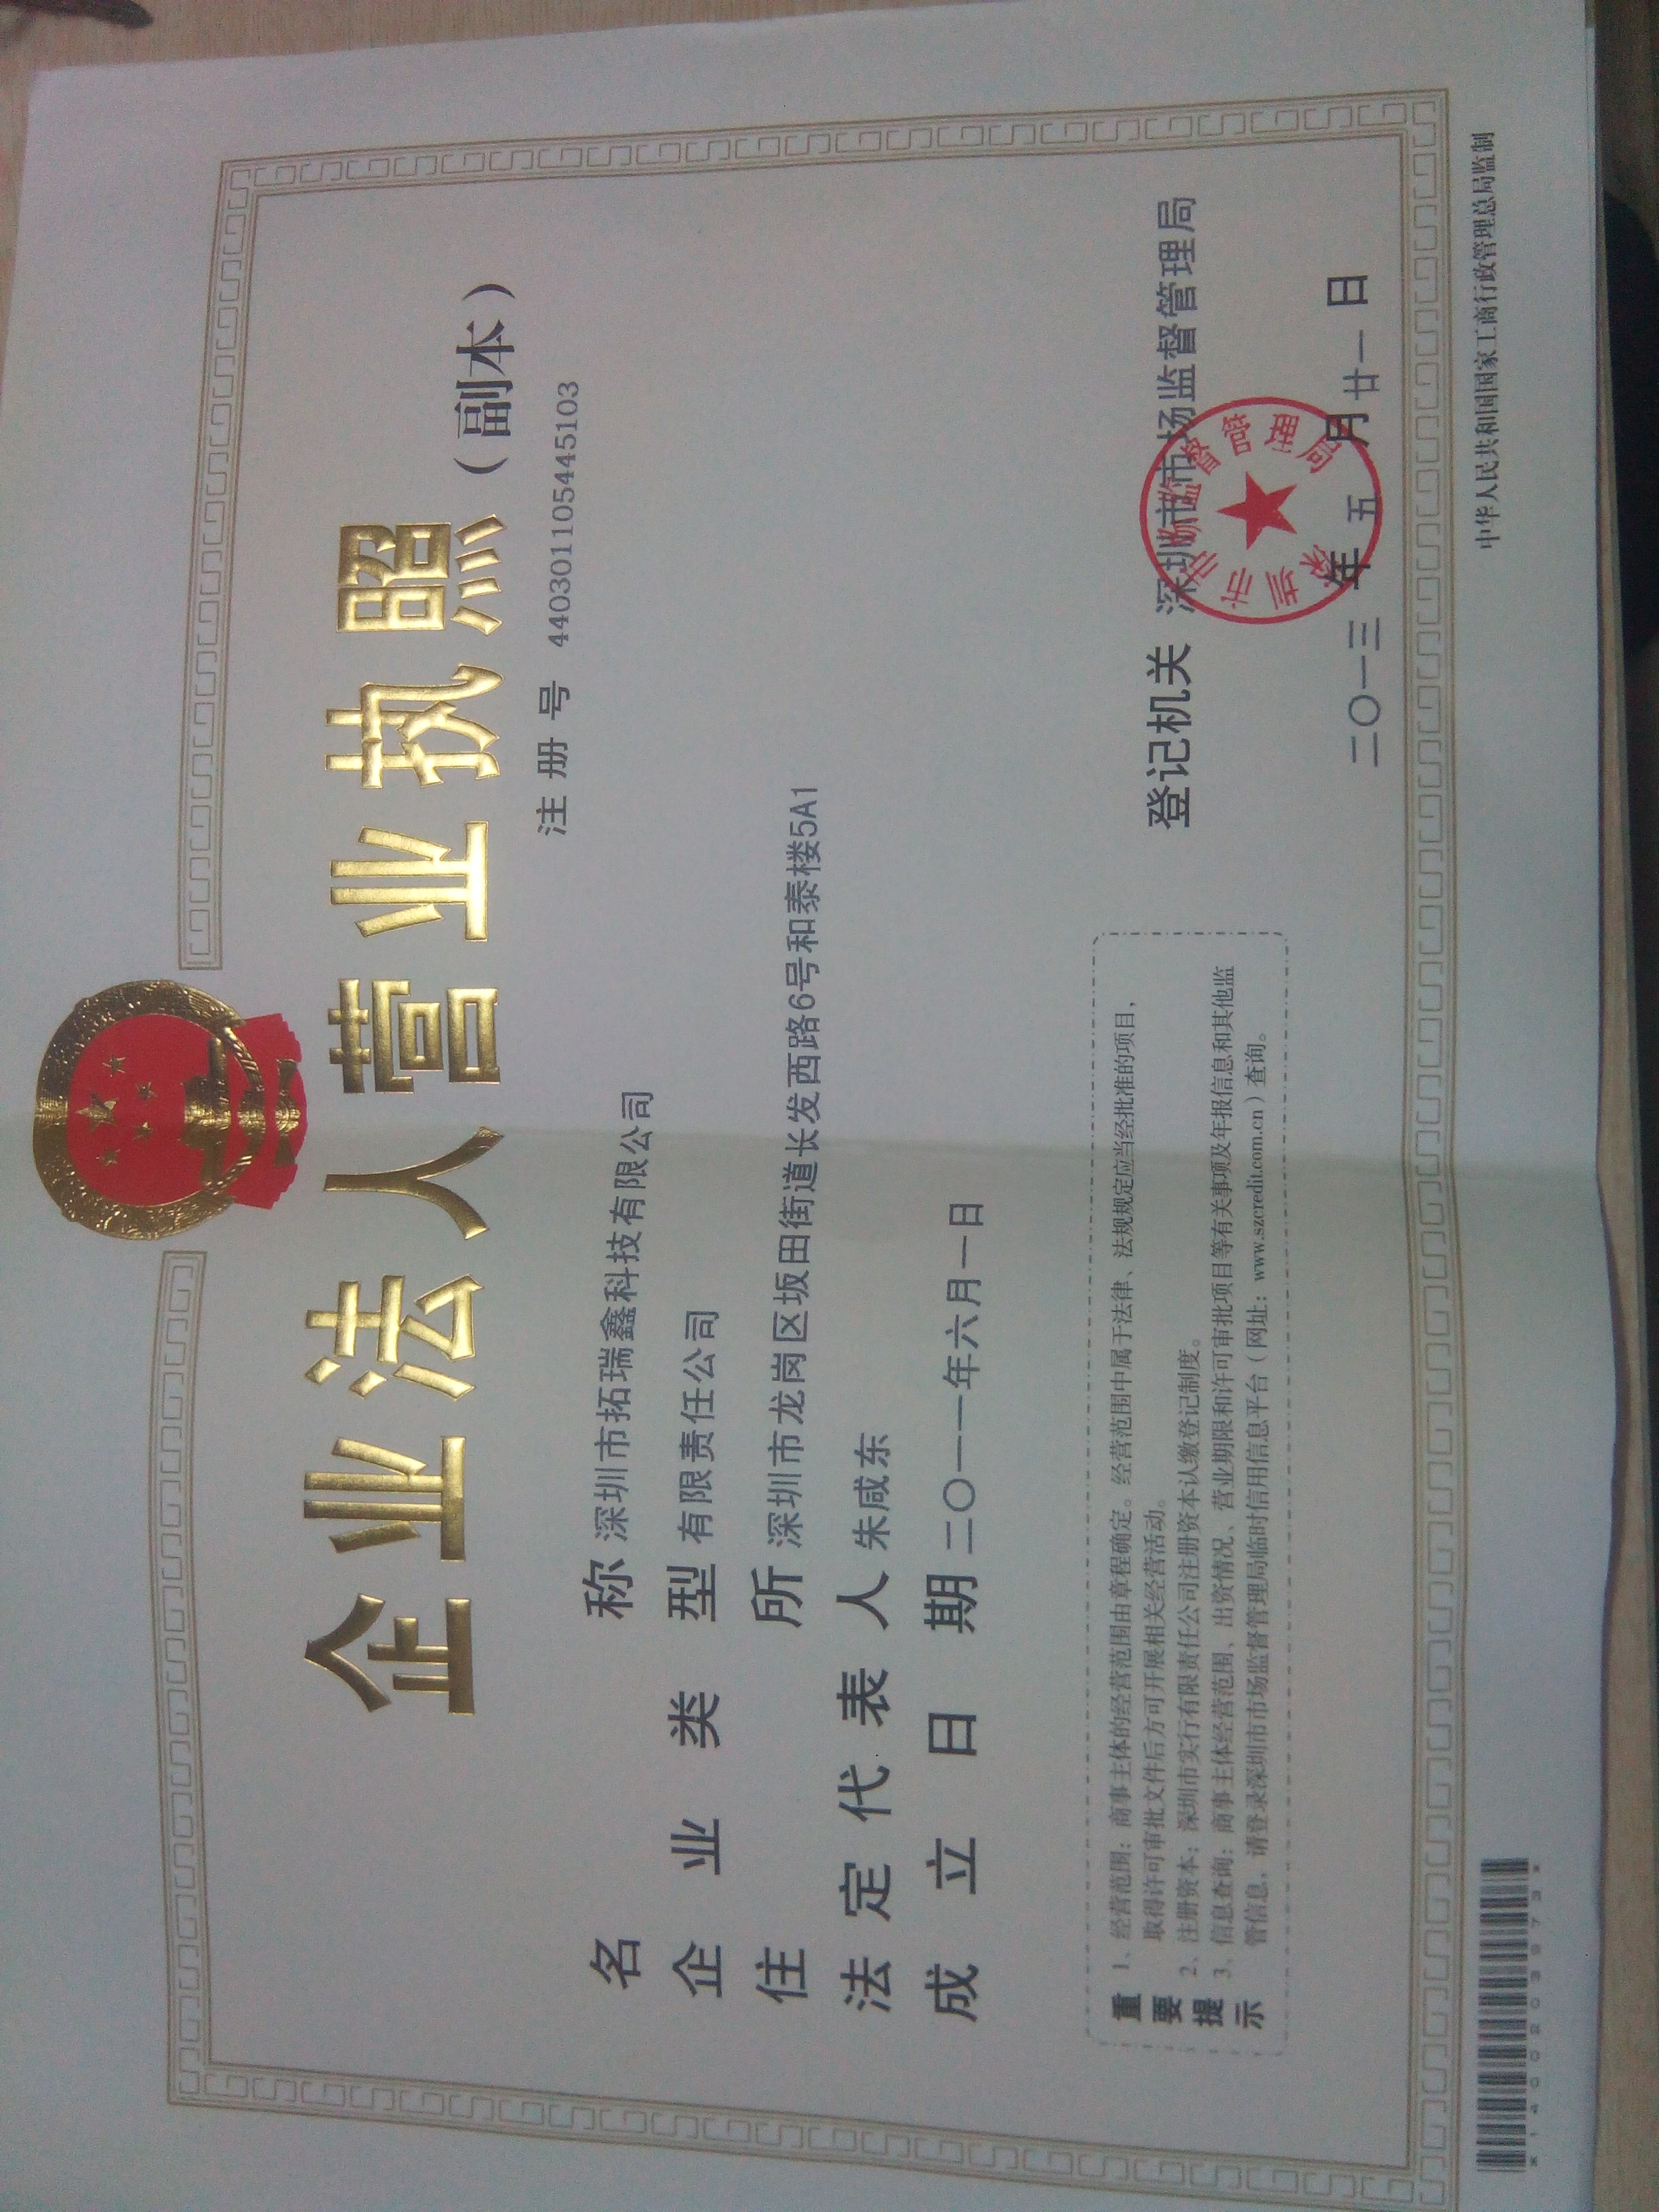 企业法人营业执照
（副本）
注册号 440301105445103
名称 深圳市拓瑞鑫科技有限公司
企业类型 有限责任公司
住所 深圳市龙岗区坂田街道长发西路6号和泰楼5A1
法定代表人 朱咸东
成立日期 二〇一一年六月一日
重要提示
1、经营范围：商事主体的经营范围由章程确定。经营范围中属于法律、法规规定应当经批准的项目，
取得许可审批文件后方可开展相关经营活动。
2、注册资本：深圳市实行有限责任公司注册资本认缴登记制度。
3、信息查询：商事主体经营范围、出资情况、营业期限和许可审批项目等有关事项及年报信息和其他监
管信息，请登录深圳市市场监督管理局临时信用信息平台（网址：www.szcredit.com.cn）查询。
登记机关 深圳市市场监督管理局
深圳市市场监督管理局
二〇一三年五月廿一日
中华人民共和国国家工商行政管理总局监制